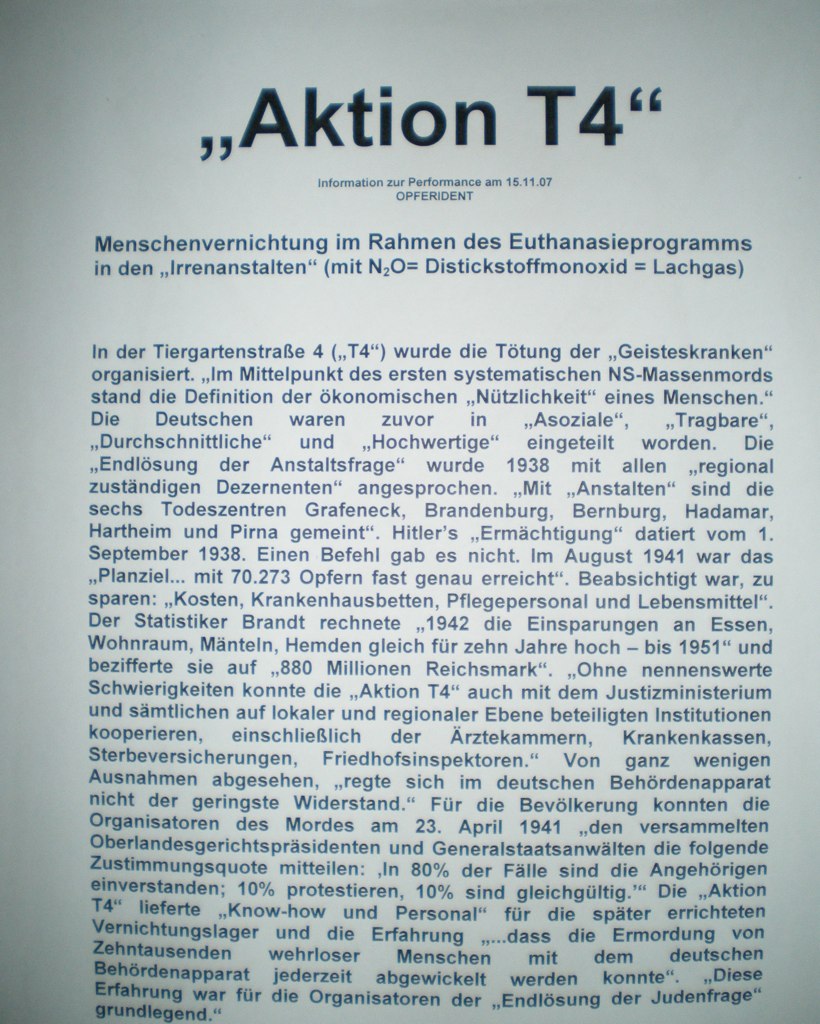 „Aktion T4“
Information zur Performance am 15.11.07
OPFERIDENT
Menschenvernichtung im Rahmen des Euthanasieprogramms
in den „Irrenanstalten“ (mit N₂O= Distickstoffmonoxid = Lachgas)
In der Tiergartenstraße 4 („T4“) wurde die Tötung der „Geisteskranken“
organisiert. „Im Mittelpunkt des ersten systematischen NS-Massenmords
stand die Definition der ökonomischen „Nützlichkeit“ eines Menschen.“
Die Deutschen waren zuvor in „Asoziale“, „Tragbare“,
„Durchschnittliche“ und „Hochwertige“ eingeteilt worden. Die
„Endlösung der Anstaltsfrage“ wurde 1938 mit allen „regional
zuständigen Dezernenten“ angesprochen. „Mit „Anstalten“ sind die
sechs Todeszentren Grafeneck, Brandenburg, Bernburg, Hadamar,
Hartheim und Pirna gemeint“. Hitler’s „Ermächtigung“ datiert vom 1.
September 1938. Einen Befehl gab es nicht. Im August 1941 war das
„Planziel... mit 70.273 Opfern fast genau erreicht“. Beabsichtigt war, zu
sparen: „Kosten, Krankenhausbetten, Pflegepersonal und Lebensmittel“.
Der Statistiker Brandt rechnete „1942 die Einsparungen an Essen,
Wohnraum, Mänteln, Hemden gleich für zehn Jahre hoch – bis 1951“ und
bezifferte sie auf „880 Millionen Reichsmark“. „Ohne nennenswerte
Schwierigkeiten konnte die „Aktion T4“ auch mit dem Justizministerium
und sämtlichen auf lokaler und regionaler Ebene beteiligten Institutionen
kooperieren, einschließlich der Ärztekammern, Krankenkassen,
Sterbeversicherungen, Friedhofsinspektoren.“ Von ganz wenigen
Ausnahmen abgesehen, „regte sich im deutschen Behördenapparat
nicht der geringste Widerstand.“ Für die Bevölkerung konnten die
Organisatoren des Mordes am 23. April 1941 „den versammelten
Oberlandesgerichtspräsidenten und Generalstaatsanwälten die folgende
Zustimmungsquote mitteilen: ‚In 80% der Fälle sind die Angehörigen
einverstanden; 10% protestieren, 10% sind gleichgültig.’“ Die „Aktion
T4“ lieferte „Know-how und Personal“ für die später errichteten
Vernichtungslager und die Erfahrung „...dass die Ermordung von
Zehntausenden wehrloser Menschen mit dem deutschen
Behördenapparat jederzeit abgewickelt werden konnte“. „Diese
Erfahrung war für die Organisatoren der „Endlösung der Judenfrage“
grundlegend.“